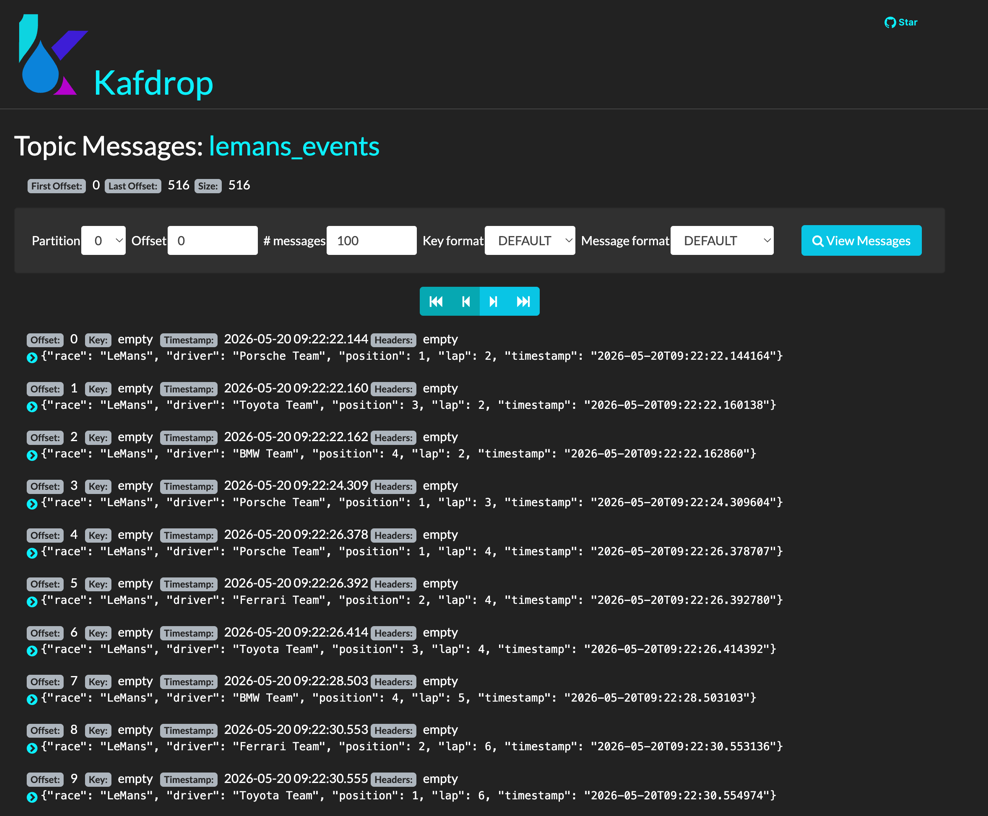 Star
Kafdrop
Topic Messages: lemans_events
First Offset: 0 Last Offset: 516 Size: 516
Partition 0 Offset 0 # messages 100 Key format DEFAULT Message format DEFAULT View Messages
Offset: 0 Key: empty Timestamp: 2026-05-20 09:22:22.144 Headers: empty
{"race": "LeMans", "driver": "Porsche Team", "position": 1, "lap": 2, "timestamp": "2026-05-20T09:22:22.144164"}
Offset: 1 Key: empty Timestamp: 2026-05-20 09:22:22.160 Headers: empty
{"race": "LeMans", "driver": "Toyota Team", "position": 3, "lap": 2, "timestamp": "2026-05-20T09:22:22.160138"}
Offset: 2 Key: empty Timestamp: 2026-05-20 09:22:22.162 Headers: empty
{"race": "LeMans", "driver": "BMW Team", "position": 4, "lap": 2, "timestamp": "2026-05-20T09:22:22.162860"}
Offset: 3 Key: empty Timestamp: 2026-05-20 09:22:24.309 Headers: empty
{"race": "LeMans", "driver": "Porsche Team", "position": 1, "lap": 3, "timestamp": "2026-05-20T09:22:24.309604"}
Offset: 4 Key: empty Timestamp: 2026-05-20 09:22:26.378 Headers: empty
{"race": "LeMans", "driver": "Porsche Team", "position": 1, "lap": 4, "timestamp": "2026-05-20T09:22:26.378707"}
Offset: 5 Key: empty Timestamp: 2026-05-20 09:22:26.392 Headers: empty
{"race": "LeMans", "driver": "Ferrari Team", "position": 2, "lap": 4, "timestamp": "2026-05-20T09:22:26.392780"}
Offset: 6 Key: empty Timestamp: 2026-05-20 09:22:26.414 Headers: empty
{"race": "LeMans", "driver": "Toyota Team", "position": 3, "lap": 4, "timestamp": "2026-05-20T09:22:26.414392"}
Offset: 7 Key: empty Timestamp: 2026-05-20 09:22:28.503 Headers: empty
{"race": "LeMans", "driver": "BMW Team", "position": 4, "lap": 5, "timestamp": "2026-05-20T09:22:28.503103"}
Offset: 8 Key: empty Timestamp: 2026-05-20 09:22:30.553 Headers: empty
{"race": "LeMans", "driver": "Ferrari Team", "position": 2, "lap": 6, "timestamp": "2026-05-20T09:22:30.553136"}
Offset: 9 Key: empty Timestamp: 2026-05-20 09:22:30.555 Headers: empty
{"race": "LeMans", "driver": "Toyota Team", "position": 1, "lap": 6, "timestamp": "2026-05-20T09:22:30.554974"}